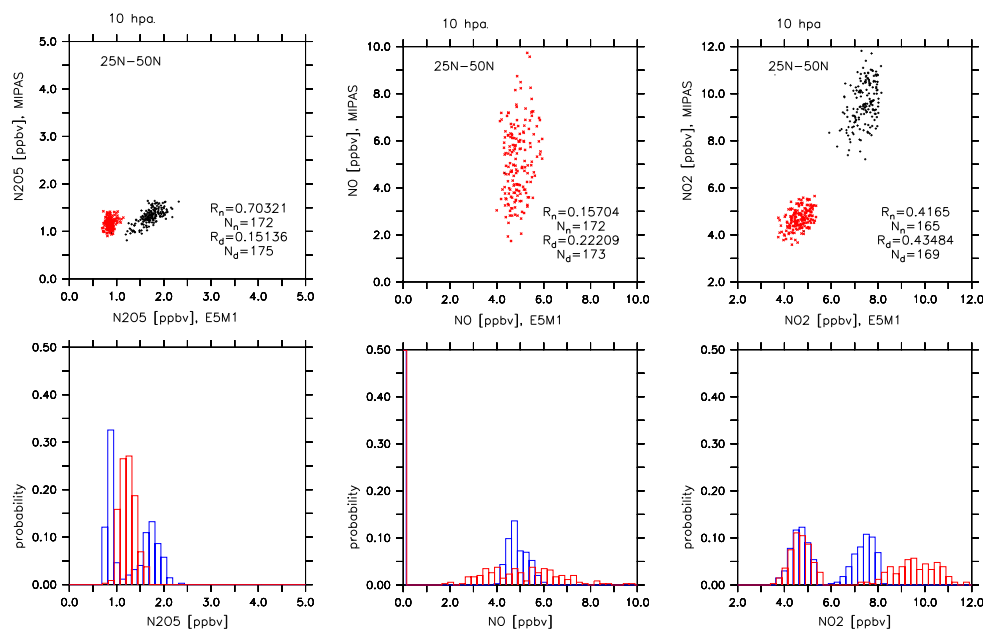 10 hpa.
25N-50N
N2O5 [ppbv], MIPAS
5.0
4.0
3.0
2.0
1.0
0.0
R_n=0.70321
N_n=172
R_d=0.15136
N_d=175
0.0 1.0 2.0 3.0 4.0 5.0
N2O5 [ppbv], E5M1
10 hpa.
25N-50N
NO [ppbv], MIPAS
10.0
8.0
6.0
4.0
2.0
0.0
R_n=0.15704
N_n=172
R_d=0.22209
N_d=173
0.0 2.0 4.0 6.0 8.0 10.0
NO [ppbv], E5M1
10 hpa
25N-50N
NO2 [ppbv], MIPAS
12.0
10.0
8.0
6.0
4.0
2.0
R_n=0.4165
N_n=165
R_d=0.43484
N_d=169
2.0 4.0 6.0 8.0 10.0 12.0
NO2 [ppbv], E5M1
probability
0.50
0.40
0.30
0.20
0.10
0.00
0.0 1.0 2.0 3.0 4.0 5.0
N2O5 [ppbv]
probability
0.50
0.40
0.30
0.20
0.10
0.00
0.0 2.0 4.0 6.0 8.0 10.0
NO [ppbv]
probability
0.50
0.40
0.30
0.20
0.10
0.00
2.0 4.0 6.0 8.0 10.0 12.0
NO2 [ppbv]